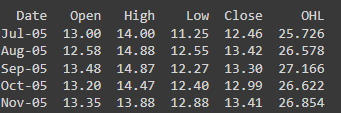 Date Open High Low Close OHL
Jul-05 13.00 14.00 11.25 12.46 25.726
Aug-05 12.58 14.88 12.55 13.42 26.578
Sep-05 13.48 14.87 12.27 13.30 27.166
Oct-05 13.20 14.47 12.40 12.99 26.622
Nov-05 13.35 13.88 12.88 13.41 26.854